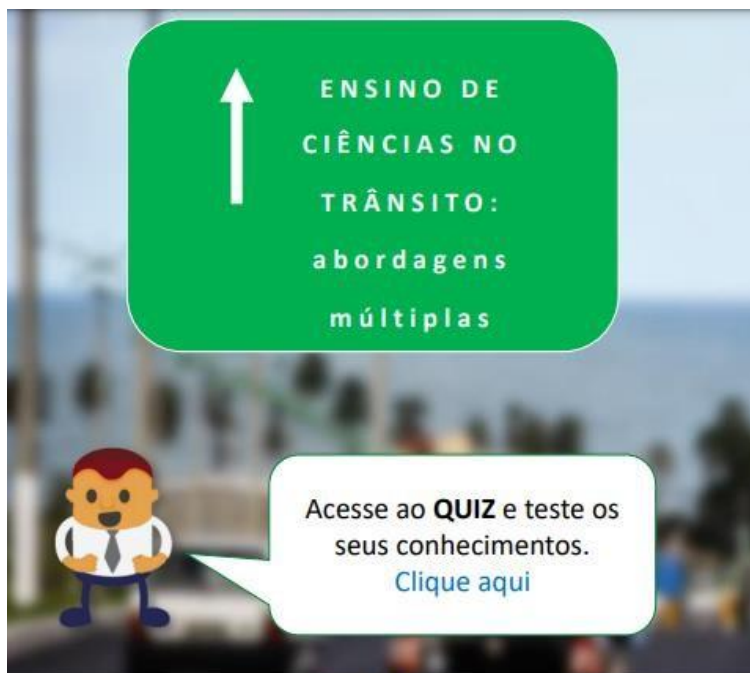 ENSINO DE
CIÊNCIAS NO
TRÂNSITO:
abordagens
múltiplas
Acesse ao QUIZ e teste os
seus conhecimentos.
Clique aqui